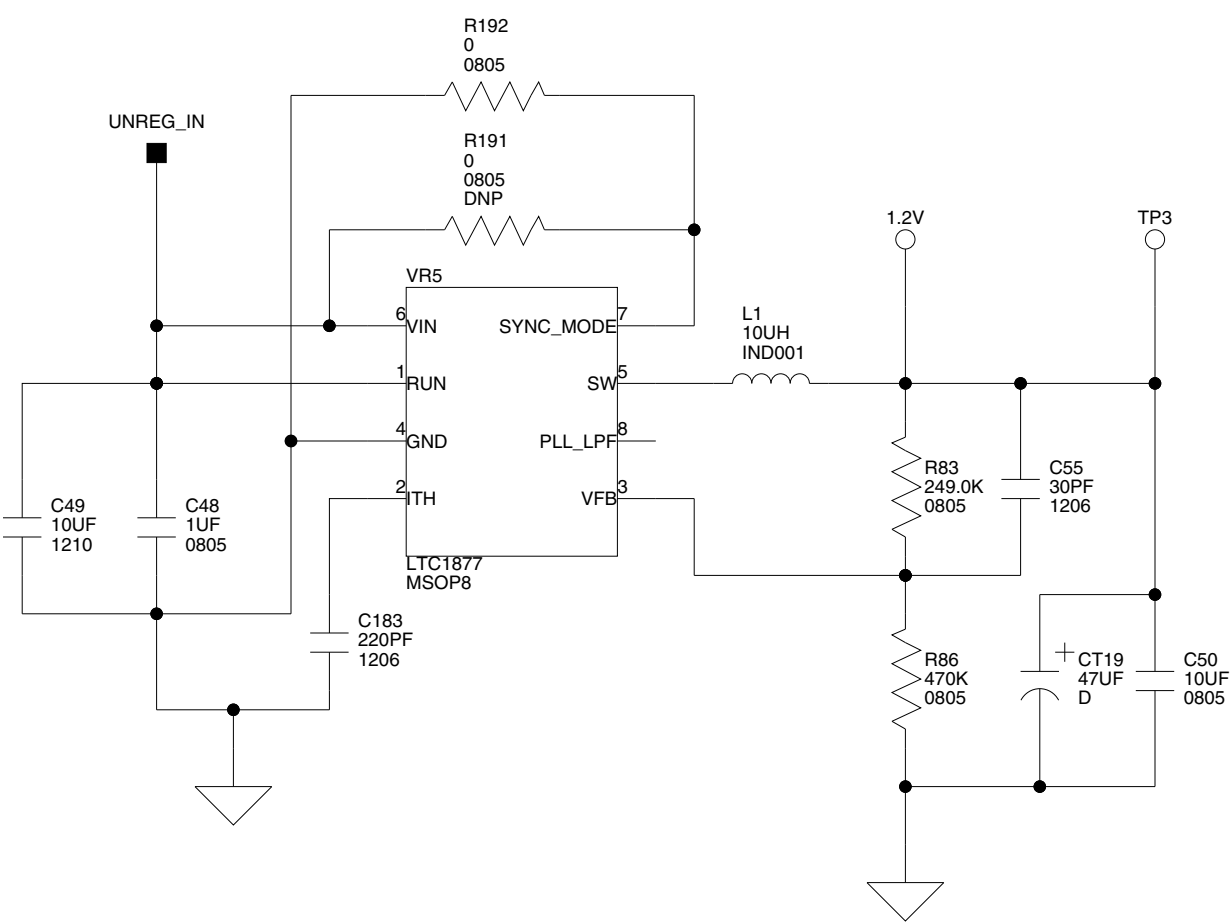 R192
0
0805
UNREG_IN
R191
0
0805
DNP
1.2V
TP3
VR5
6
VIN
SYNC_MODE
7
L1
10UH
IND001
1
RUN
SW
5
4
GND
PLL_LPF
8
2
ITH
VFB
3
R83
249.0K
0805
C55
30PF
1206
C49
10UF
1210
C48
1UF
0805
LTC1877
MSOP8
C183
220PF
1206
R86
470K
0805
+
CT19
47UF
D
C50
10UF
0805